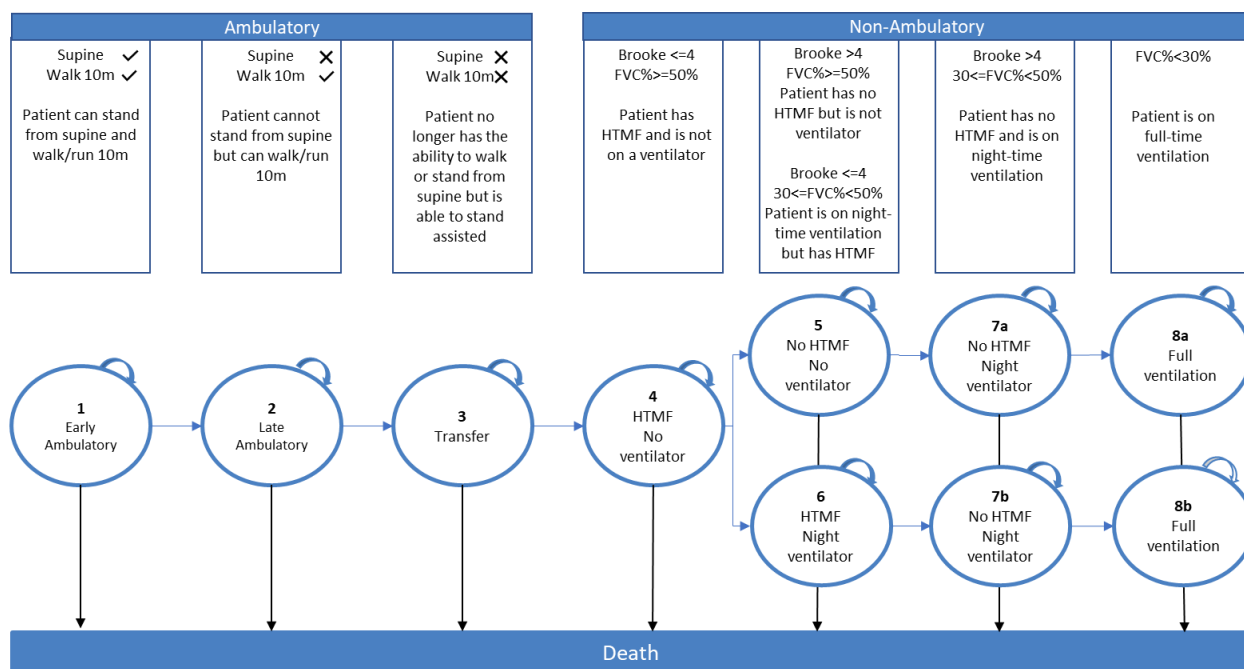 Ambulatory
Non-Ambulatory
Supine ✓
Walk 10m ✓
Patient can stand
from supine and
walk/run 10m
Supine ✕
Walk 10m ✓
Patient cannot
stand from supine
but can walk/run
10m
Supine ✕
Walk 10m ✕
Patient no
longer has the
ability to walk
or stand from
supine but is
able to stand
assisted
Brooke <=4
FVC%>=50%
Patient has
HTMF and is not
on a ventilator
Brooke >4
FVC%>=50%
Patient has no
HTMF but is not
ventilator
Brooke <=4
30<=FVC%<50%
Patient is on night-
time ventilation
but has HTMF
Brooke >4
30<=FVC%<50%
Patient has no
HTMF and is on
night-time
ventilation
FVC%<30%
Patient is on
full-time
ventilation
1
Early
Ambulatory
2
Late
Ambulatory
3
Transfer
4
HTMF
No
ventilator
5
No HTMF
No
ventilator
7a
No HTMF
Night
ventilator
8a
Full
ventilation
6
HTMF
Night
ventilator
7b
No HTMF
Night
ventilator
8b
Full
ventilation
Death